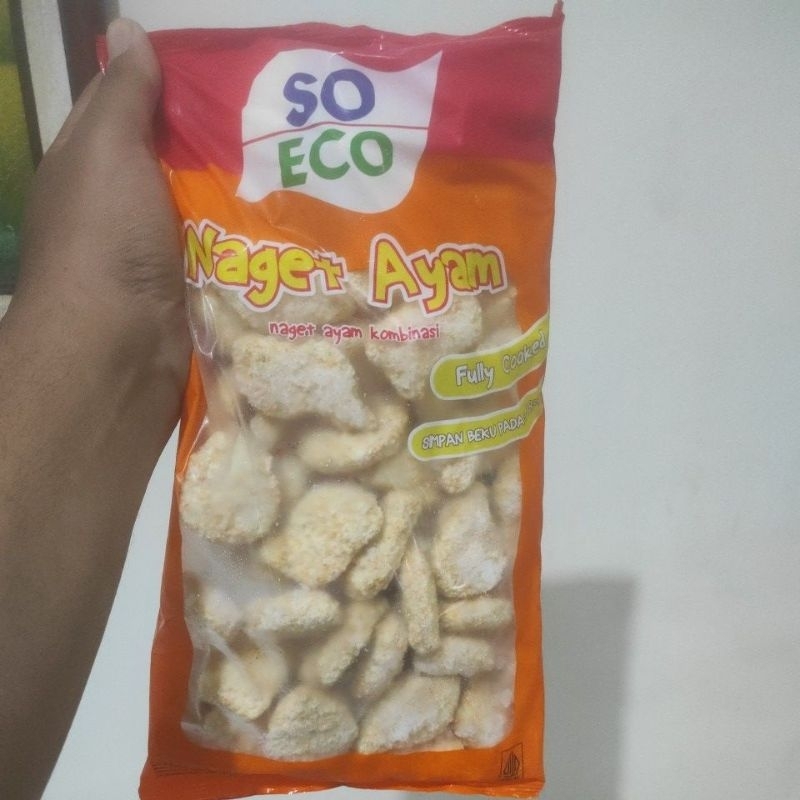 SO
ECO
Naget Ayam
naget ayam kombinasi
Fully Cooked
SIMPAN BEKU PADA